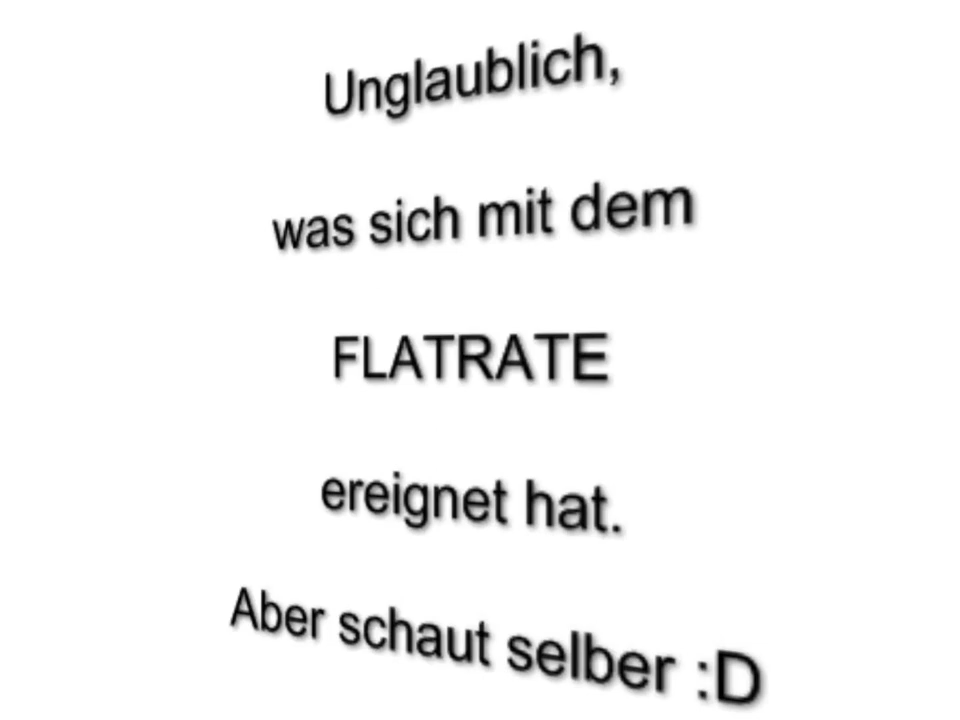 Unglaublich,
was sich mit dem
FLATRATE
ereignet hat.
Aber schaut selber :D